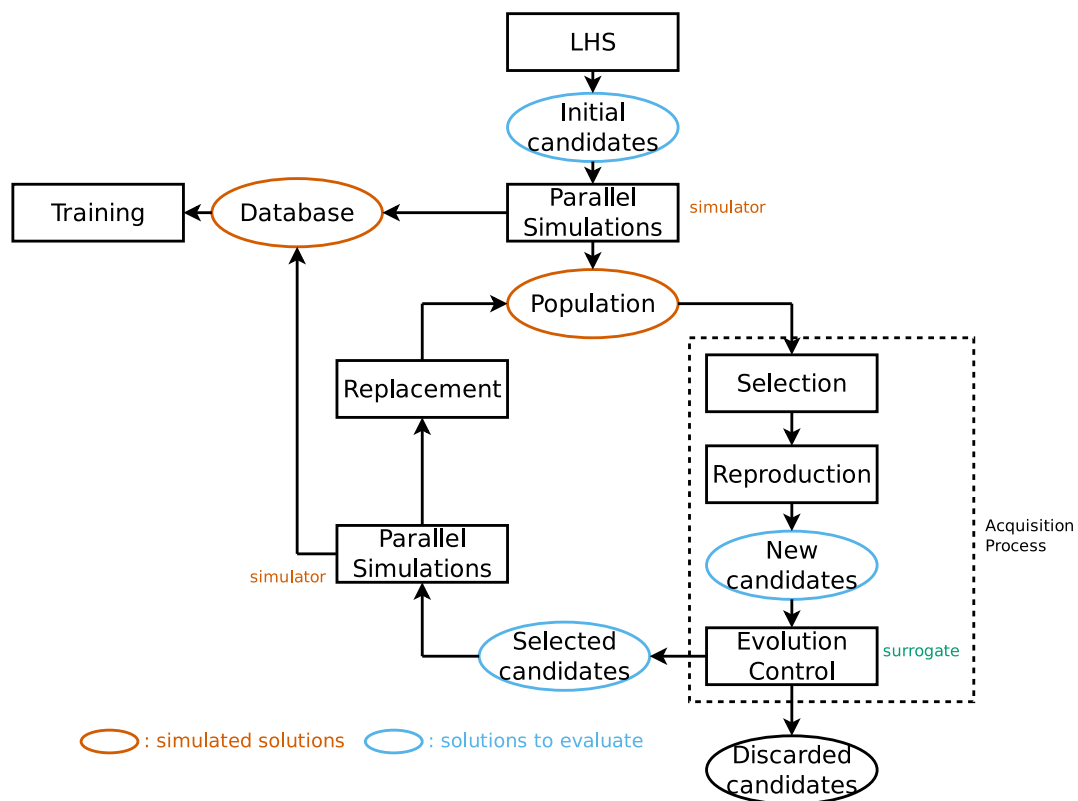 LHS
Initial
candidates
Parallel
Simulations
simulator
Training
Database
Population
Replacement
Selection
Reproduction
New
candidates
Acquisition
Process
Parallel
Simulations
simulator
Selected
candidates
Evolution
Control
surrogate
: simulated solutions
: solutions to evaluate
Discarded
candidates